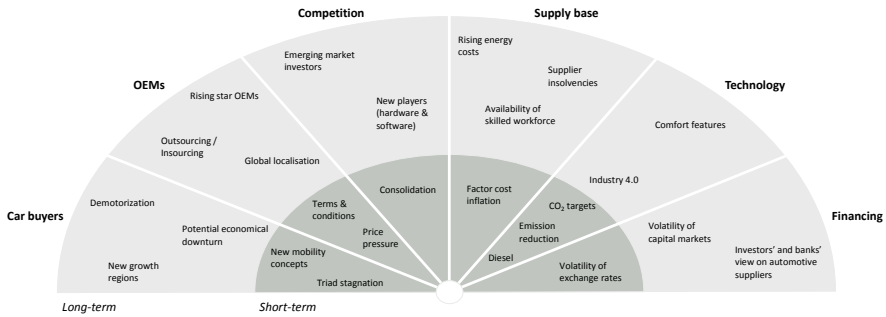 Competition
Supply base
Emerging market
investors
Rising energy
costs
Supplier
insolvencies
OEMs
Technology
Rising star OEMs
New players
(hardware &
software)
Availability of
skilled workforce
Comfort features
Outsourcing /
Insourcing
Global localisation
Consolidation
Factor cost
inflation
Industry 4.0
Demotorization
Terms &
conditions
CO₂ targets
Car buyers
Financing
Potential economical
downturn
Price
pressure
Emission
reduction
Volatility of
capital markets
New mobility
concepts
Diesel
Investors' and banks'
view on automotive
suppliers
New growth
regions
Triad stagnation
Volatility of
exchange rates
Long-term
Short-term